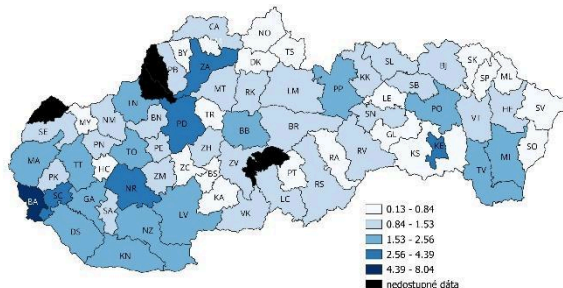 CA
NO
BY
TS
ZA
DK
PB
SL
BJ
SK
SP
ML
KK
MT
RK
LM
PP
IN
SB
LE
PO
HE
SV
SE
MY
NM
BN
PD
TR
SN
VT
BB
BR
GL
KE
SO
MA
PN
TO
PE
ZH
RV
KS
MI
TT
HC
ZV
RA
TV
PK
ZM
ZC
BS
PT
BA
SC
GA
NR
KA
RS
SA
LV
LC
VK
DS
NZ
KN
0.13 - 0.84
0.84 - 1.53
1.53 - 2.56
2.56 - 4.39
4.39 - 8.04
nedostupné dáta